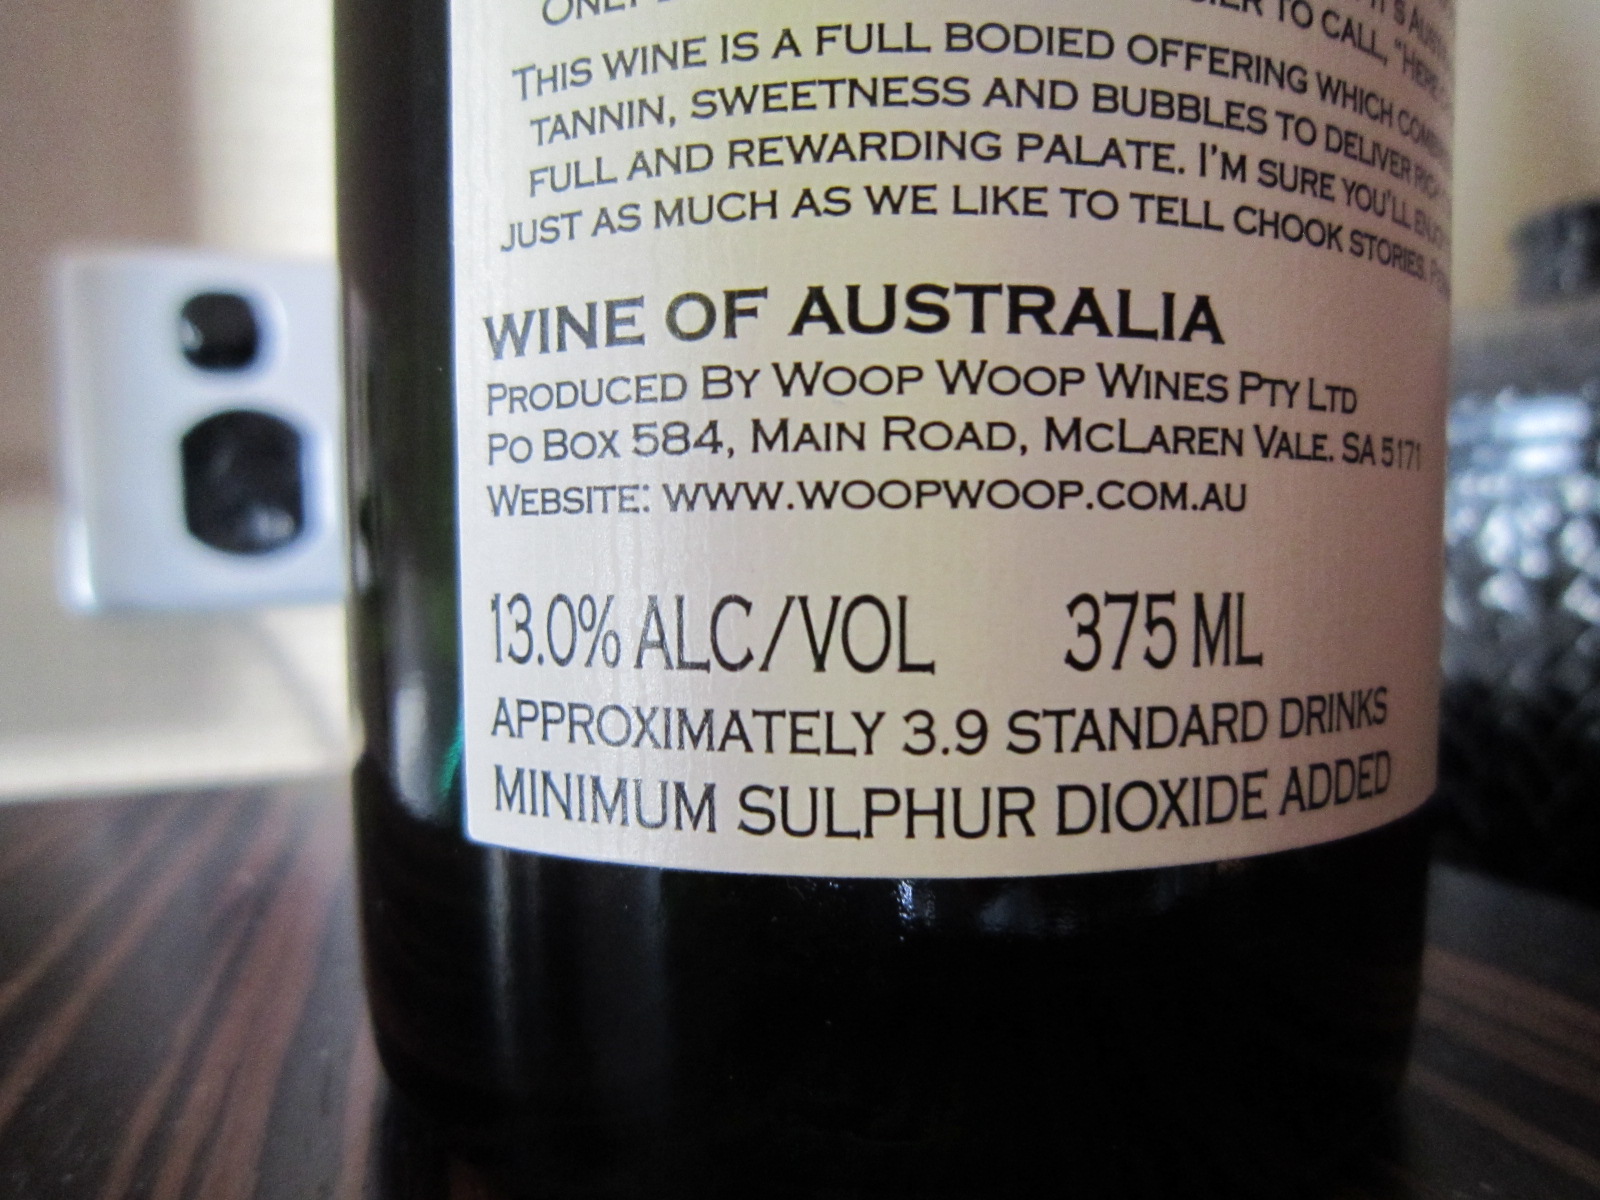 TO CALL, "HERE
THIS WINE IS A FULL BODIED OFFERING WHICH
TANNIN, SWEETNESS AND BUBBLES TO DELIVER
FULL AND REWARDING PALATE. I'M SURE YOU'LL
JUST AS MUCH AS WE LIKE TO TELL CHOOK STORIES.
WINE OF AUSTRALIA
PRODUCED BY WOOP WOOP WINES PTY LTD
PO BOX 584, MAIN ROAD, MCLAREN VALE. SA 5171
WEBSITE: WWW.WOOPWOOP.COM.AU
13.0% ALC/VOL 375 ML
APPROXIMATELY 3.9 STANDARD DRINKS
MINIMUM SULPHUR DIOXIDE ADDED